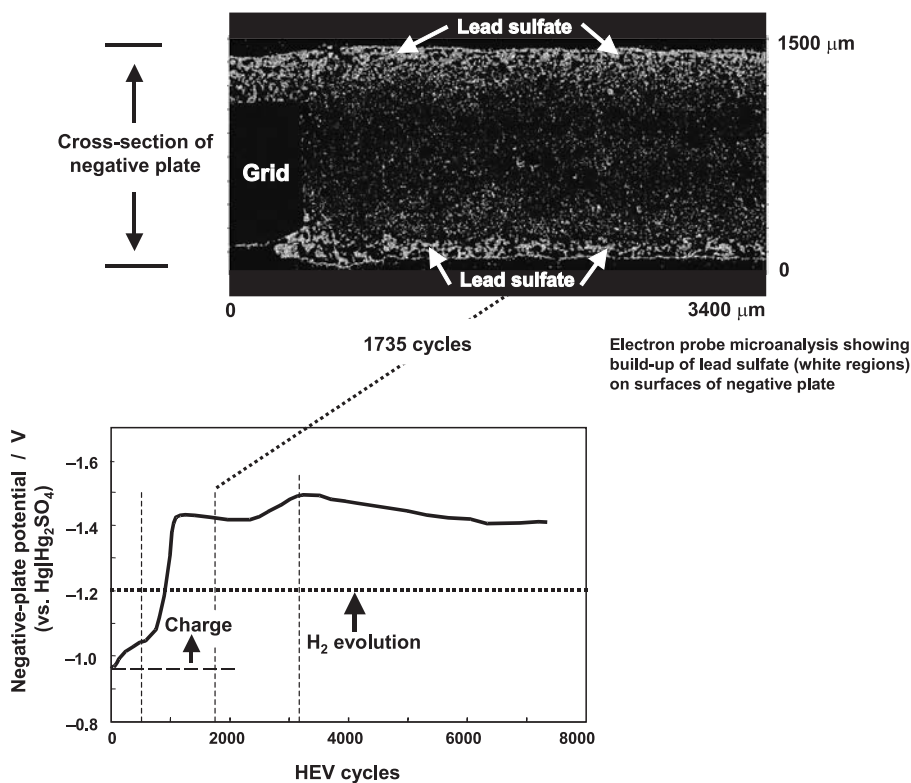 Lead sulfate
1500 μm
Cross-section of
negative plate
Grid
Lead sulfate
0
0
3400 μm
1735 cycles
Electron probe microanalysis showing
build-up of lead sulfate (white regions)
on surfaces of negative plate
Negative-plate potential / V
(vs. Hg|Hg₂SO₄)
–1.6
–1.4
–1.2
–1.0
–0.8
Charge
H₂ evolution
0
2000
4000
6000
8000
HEV cycles